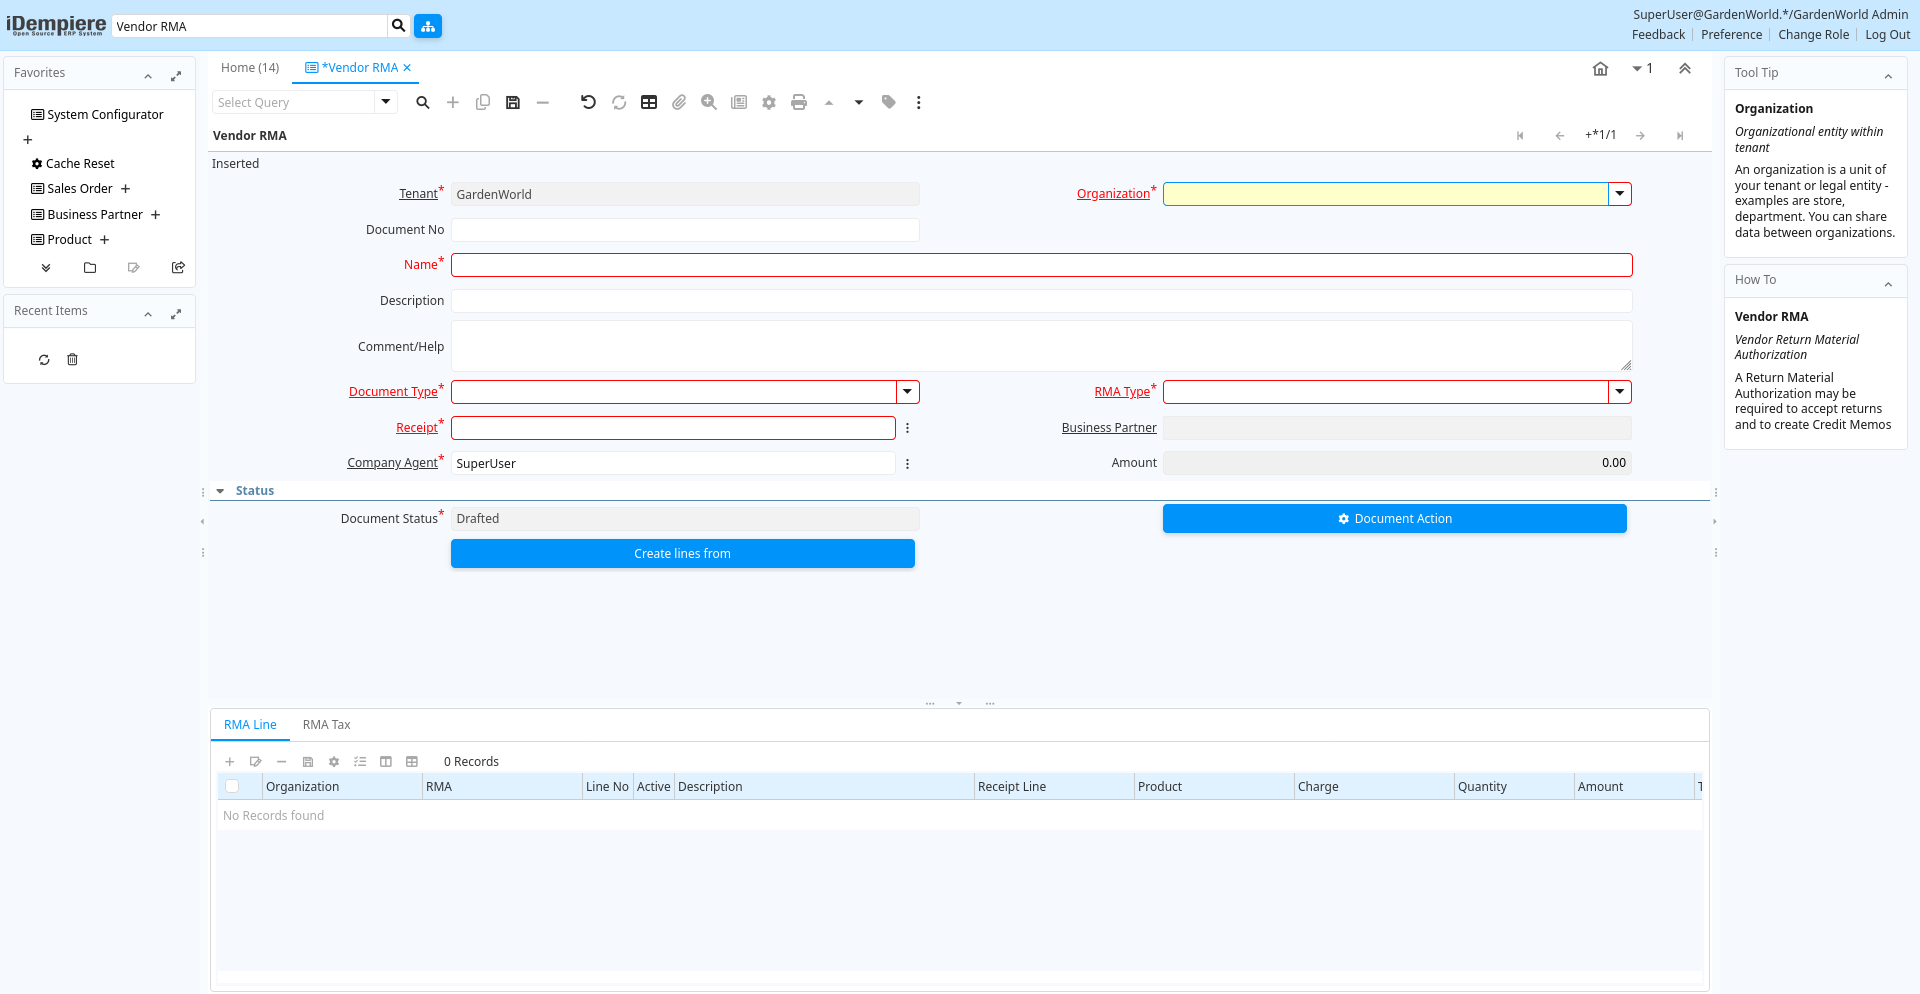 iDempiere
Open Source ERP System
Vendor RMA
SuperUser@GardenWorld.*/GardenWorld Admin
Feedback Preference Change Role Log Out
Favorites
System Configurator
Cache Reset
Sales Order
Business Partner
Product
Recent Items
Home (14)
*Vendor RMA
1
Select Query
Vendor RMA
+*1/1
Inserted
Tenant* GardenWorld
Organization*
Document No
Name*
Description
Comment/Help
Document Type*
RMA Type*
Receipt*
Business Partner
Company Agent* SuperUser
Amount 0.00
Status
Document Status* Drafted
Document Action
Create lines from
RMA Line RMA Tax
0 Records
Organization RMA Line No Active Description Receipt Line Product Charge Quantity Amount
No Records found
Tool Tip
Organization
Organizational entity within
tenant
An organization is a unit of
your tenant or legal entity -
examples are store,
department. You can share
data between organizations.
How To
Vendor RMA
Vendor Return Material
Authorization
A Return Material
Authorization may be
required to accept returns
and to create Credit Memos